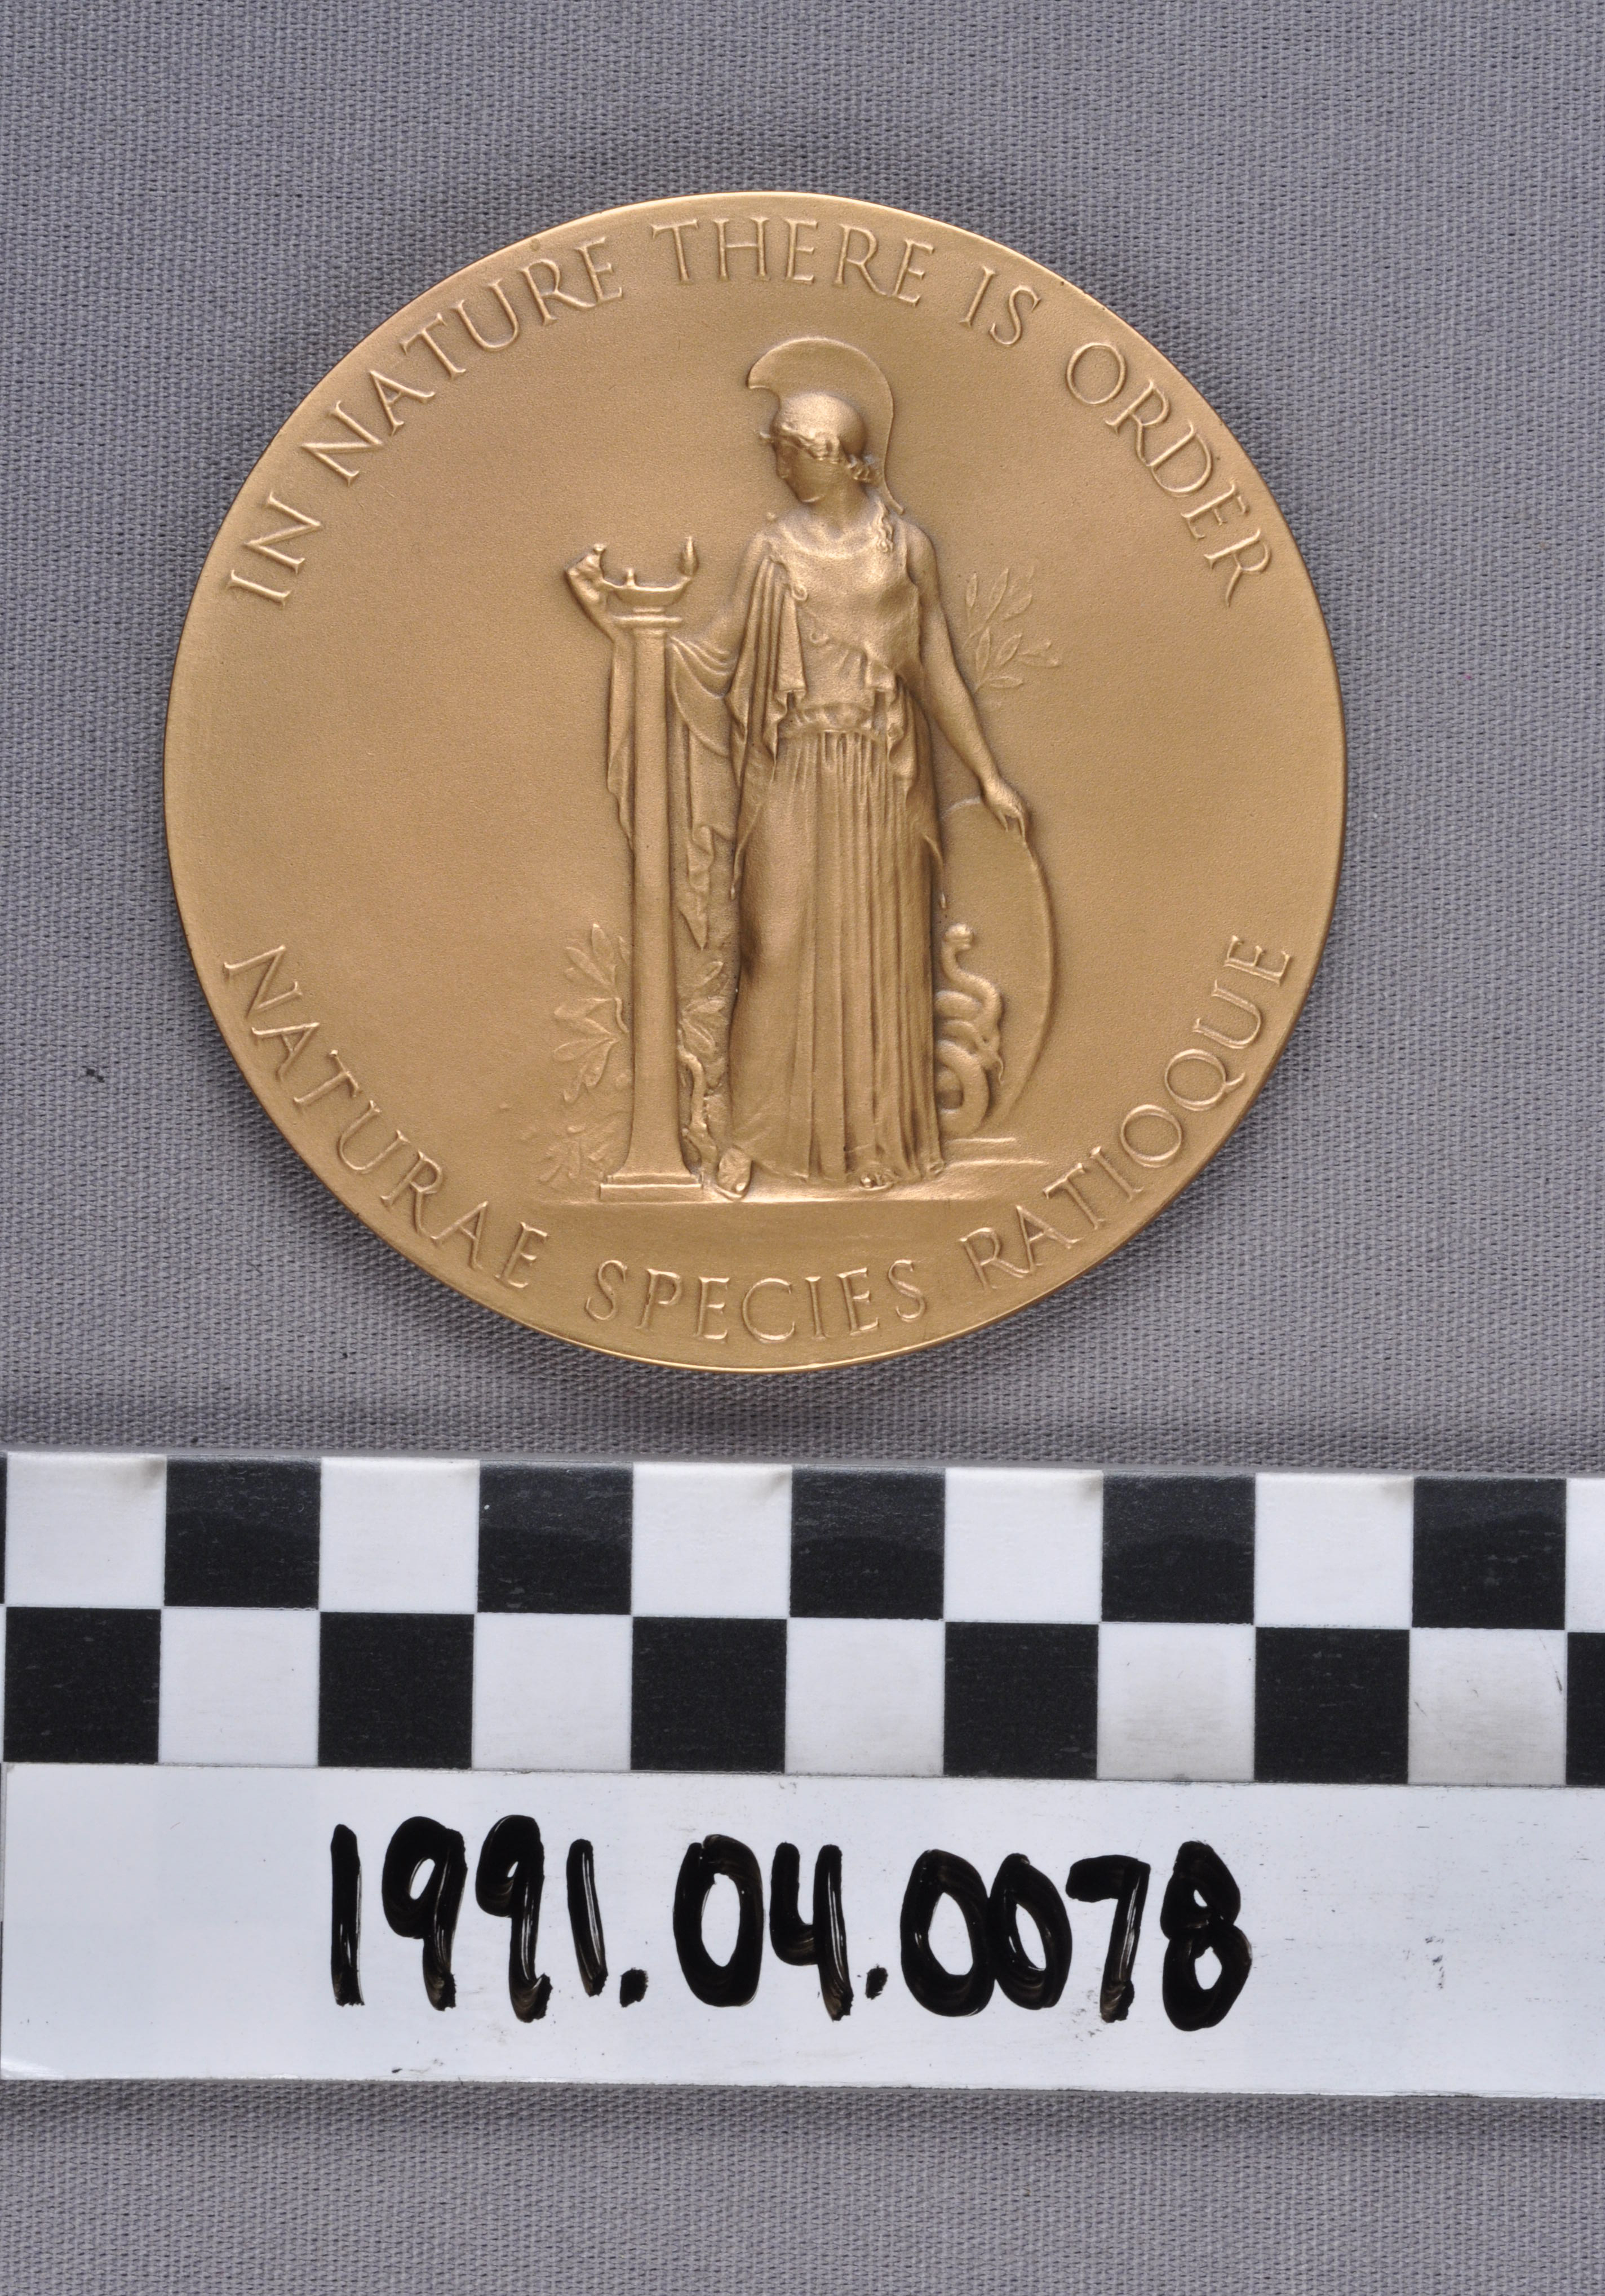 IN NATURE THERE IS ORDER
NATURAE SPECIES RATIOQUE
1991.04.0078